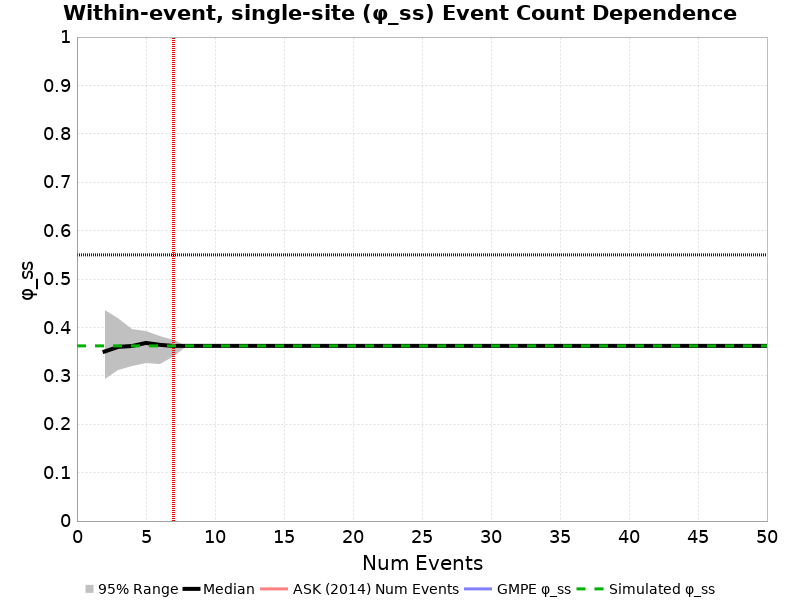 Within-event, single-site (φ_ss) Event Count Dependence
1
0.9
0.8
0.7
0.6
0.5
0.4
0.3
0.2
0.1
0
φ_ss
0 5 10 15 20 25 30 35 40 45 50
Num Events
95% Range Median ASK (2014) Num Events GMPE φ_ss Simulated φ_ss